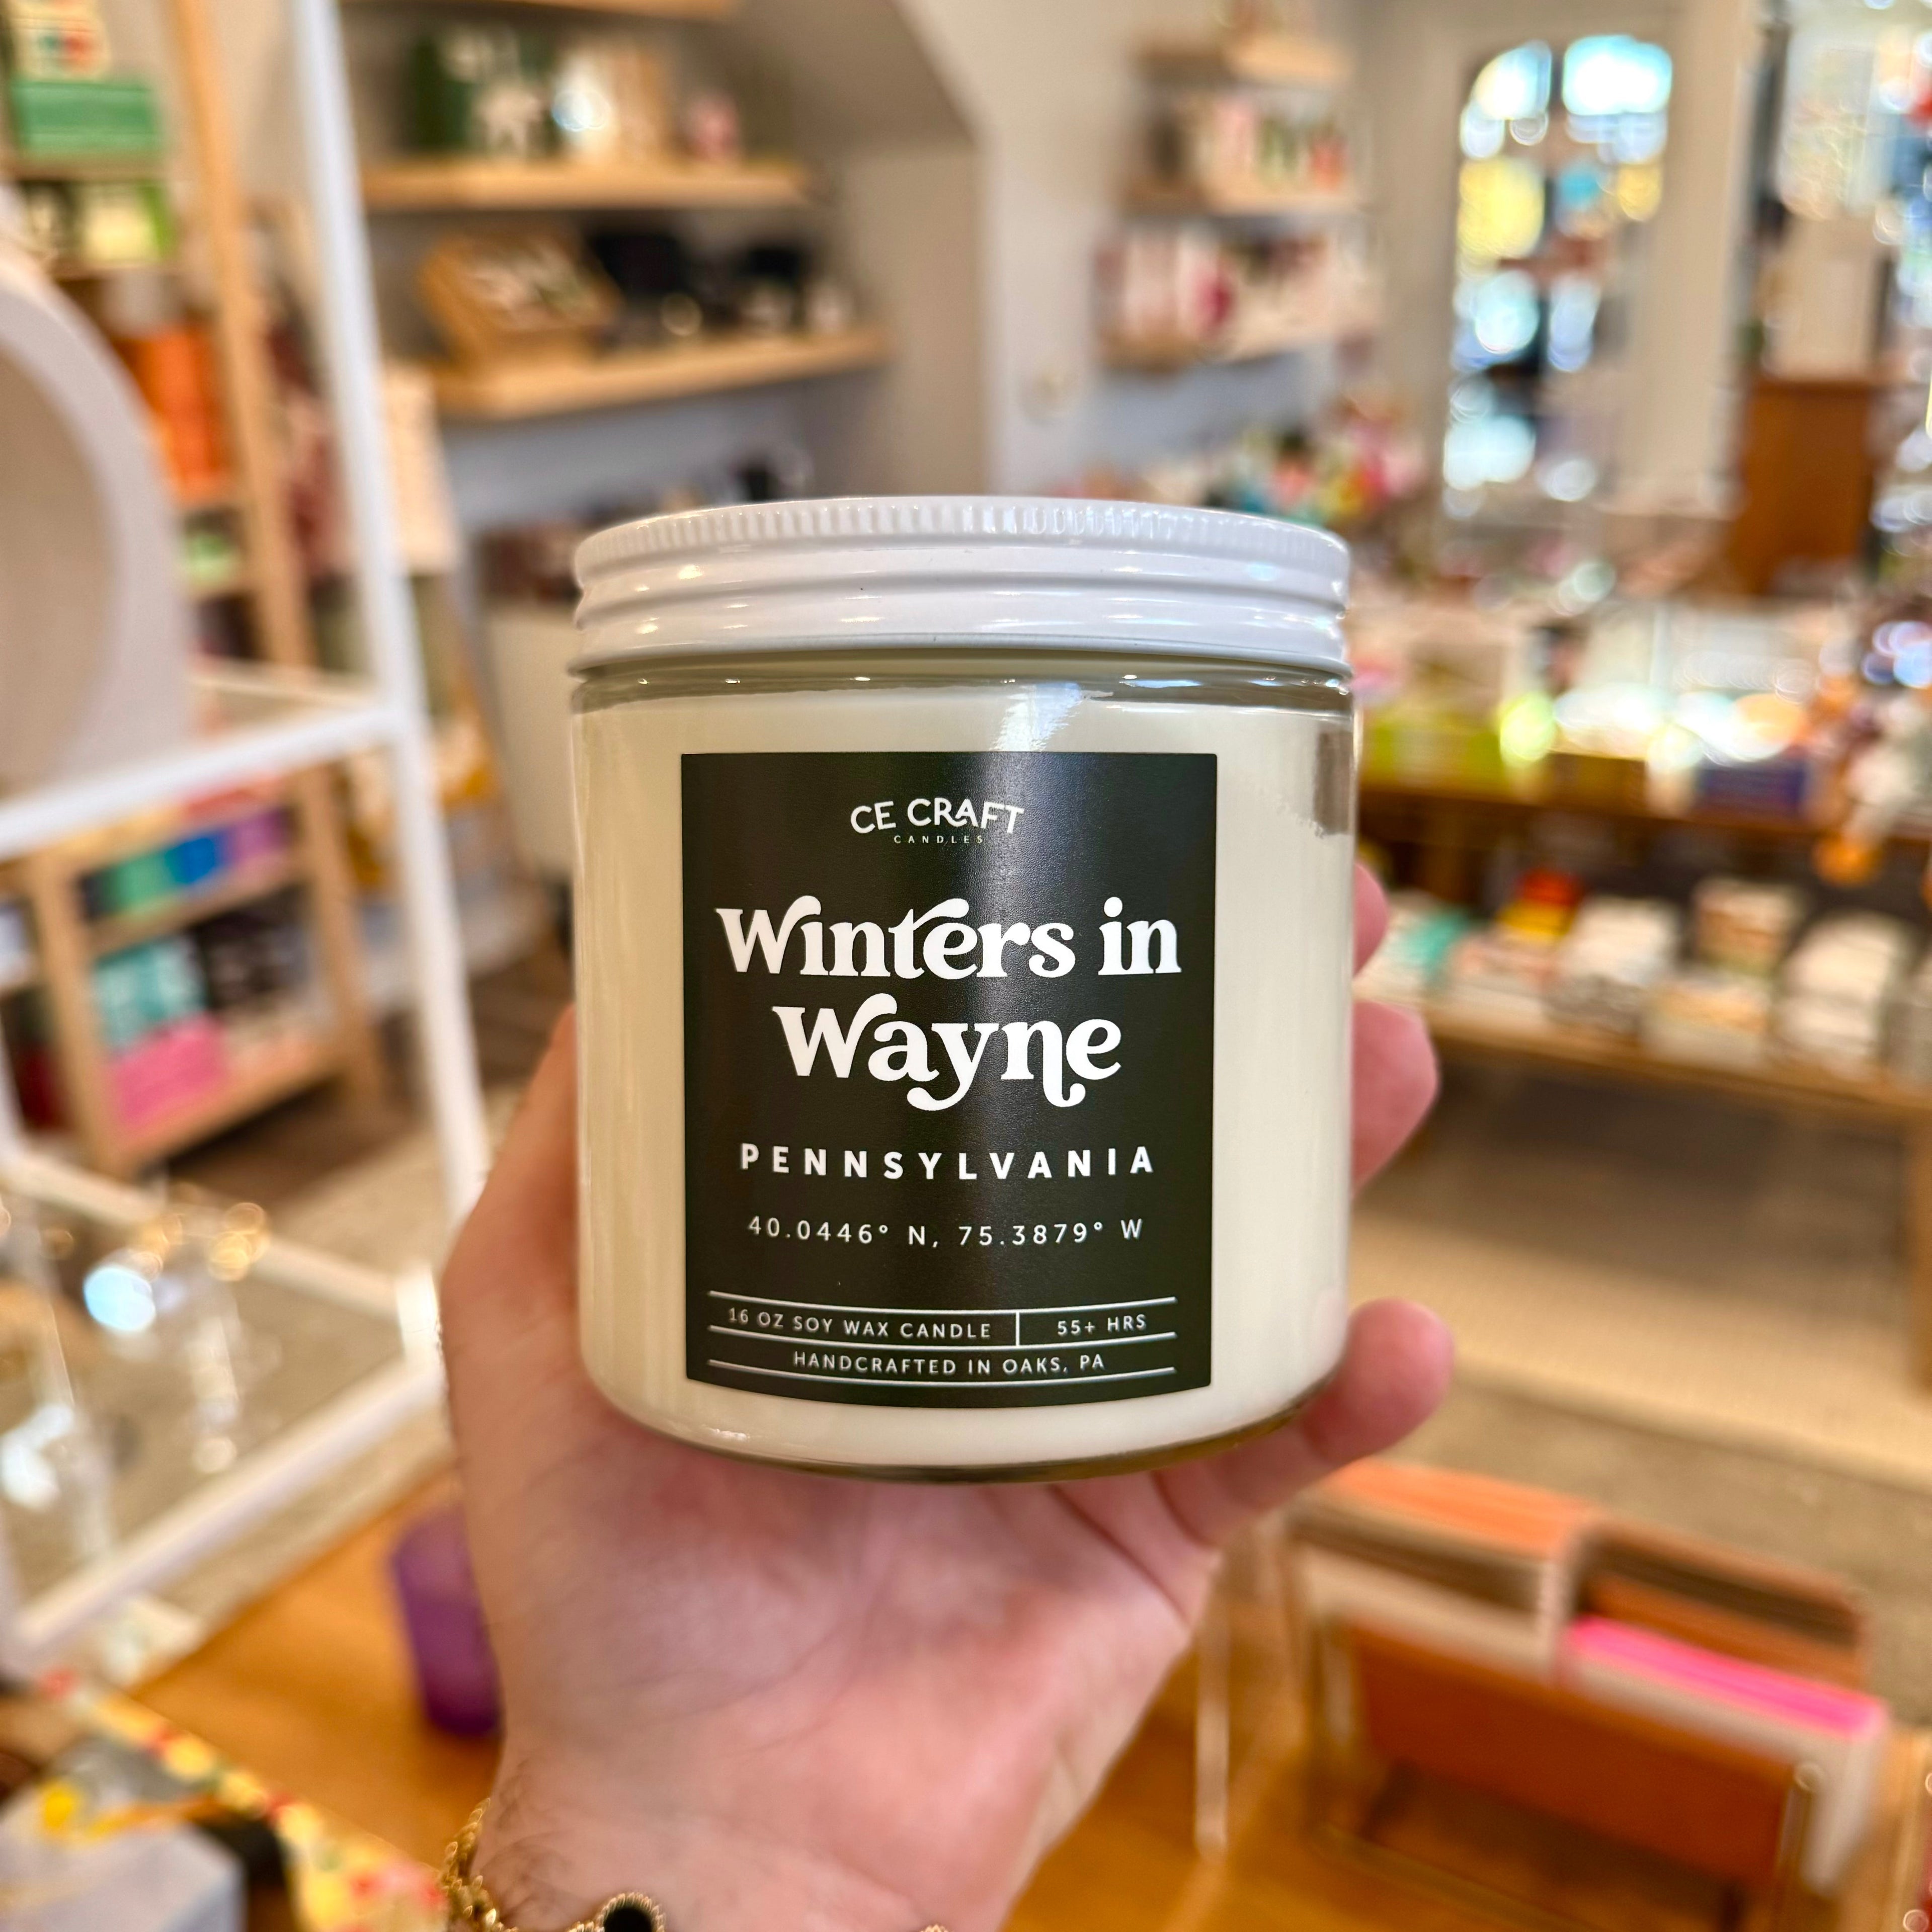 CE CRAFT
CANDLES
Winters in
Wayne
PENNSYLVANIA
40.0446° N, 75.3879° W
16 OZ SOY WAX CANDLE 55+ HRS
HANDCRAFTED IN OAKS, PA